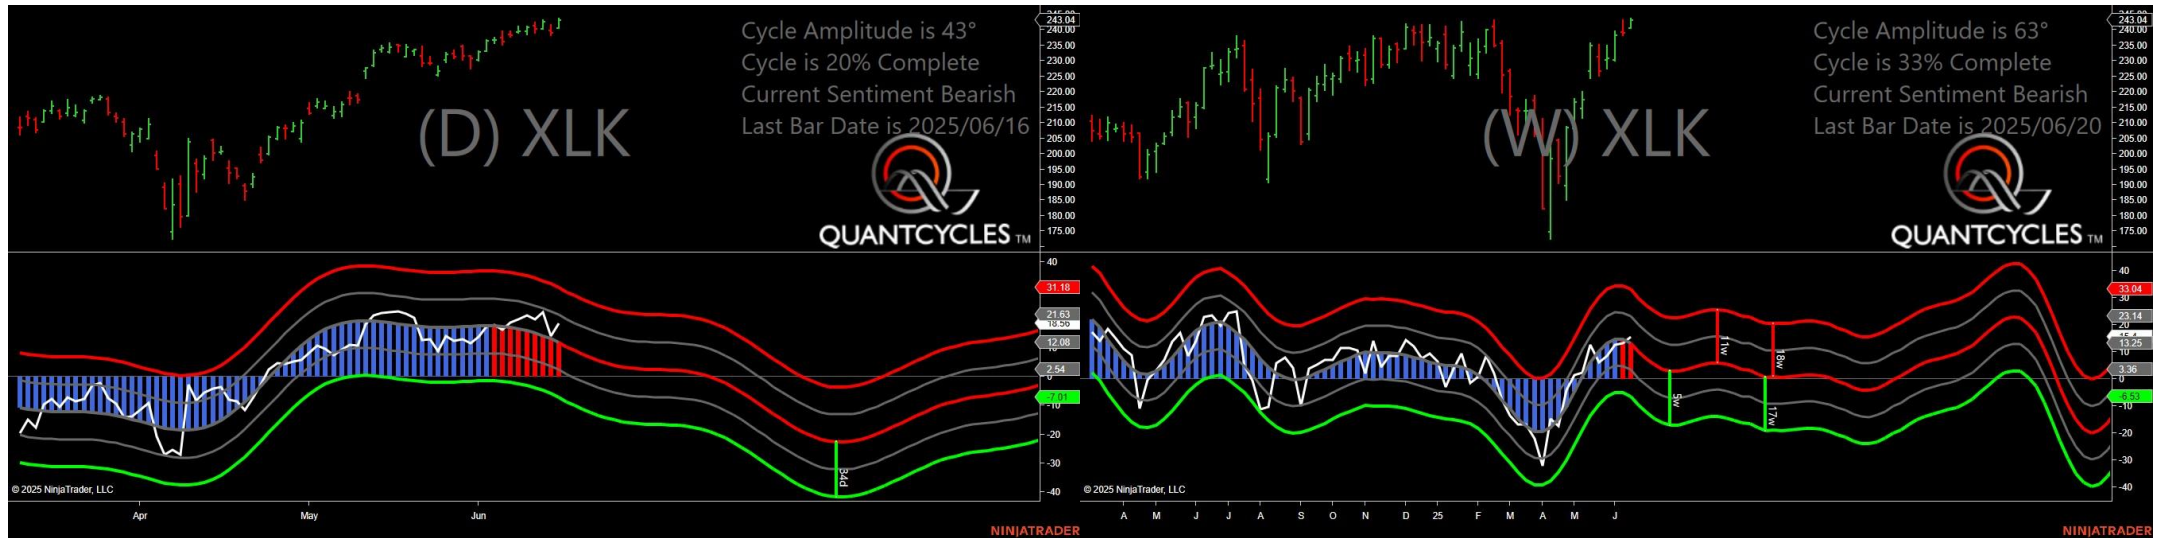 Cycle Amplitude is 43°
Cycle is 20% Complete
Current Sentiment Bearish
Last Bar Date is 2025/06/16
(D) XLK
QUANTCYCLES TM
243.04
240.00
235.00
230.00
225.00
220.00
215.00
210.00
205.00
200.00
195.00
190.00
185.00
180.00
175.00
40
31.18
21.63
18.56
12.08
2.54
0
-7.01
-10
-20
-30
-40
34d
© 2025 NinjaTrader, LLC
Apr May Jun
NINJATRADER
Cycle Amplitude is 63°
Cycle is 33% Complete
Current Sentiment Bearish
Last Bar Date is 2025/06/20
(W) XLK
QUANTCYCLES TM
243.04
240.00
235.00
230.00
225.00
220.00
215.00
210.00
205.00
200.00
195.00
190.00
185.00
180.00
175.00
40
33.04
30
23.14
20
13.25
10
3.36
0
-6.53
-10
-20
-30
-40
11w
18w
5w
17w
© 2025 NinjaTrader, LLC
A M J J A S O N D 25 F M A M J
NINJATRADER